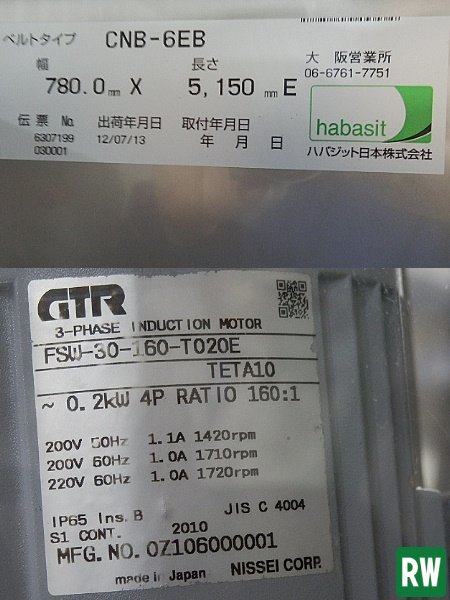 ベルトタイプ CNB-6EB
幅 長さ 大阪営業所
780.0mm X 5,150mm E 06-6761-7751
伝票 No. 出荷年月日 取付年月日 habasit
6307199 12/07/13 年 月 日 ハバジット日本株式会社
030001
GTR
3-PHASE INDUCTION MOTOR
FSW-30-160-T020E
TETA10
~ 0.2kW 4P RATIO 160:1
200V 50Hz 1.1A 1420rpm
200V 60Hz 1.0A 1710rpm
220V 60Hz 1.0A 1720rpm
IP65 Ins.B JIS C 4004
S1 CONT. 2010
MFG.NO.0Z106000001
made in Japan NISSEI CORP.
RW